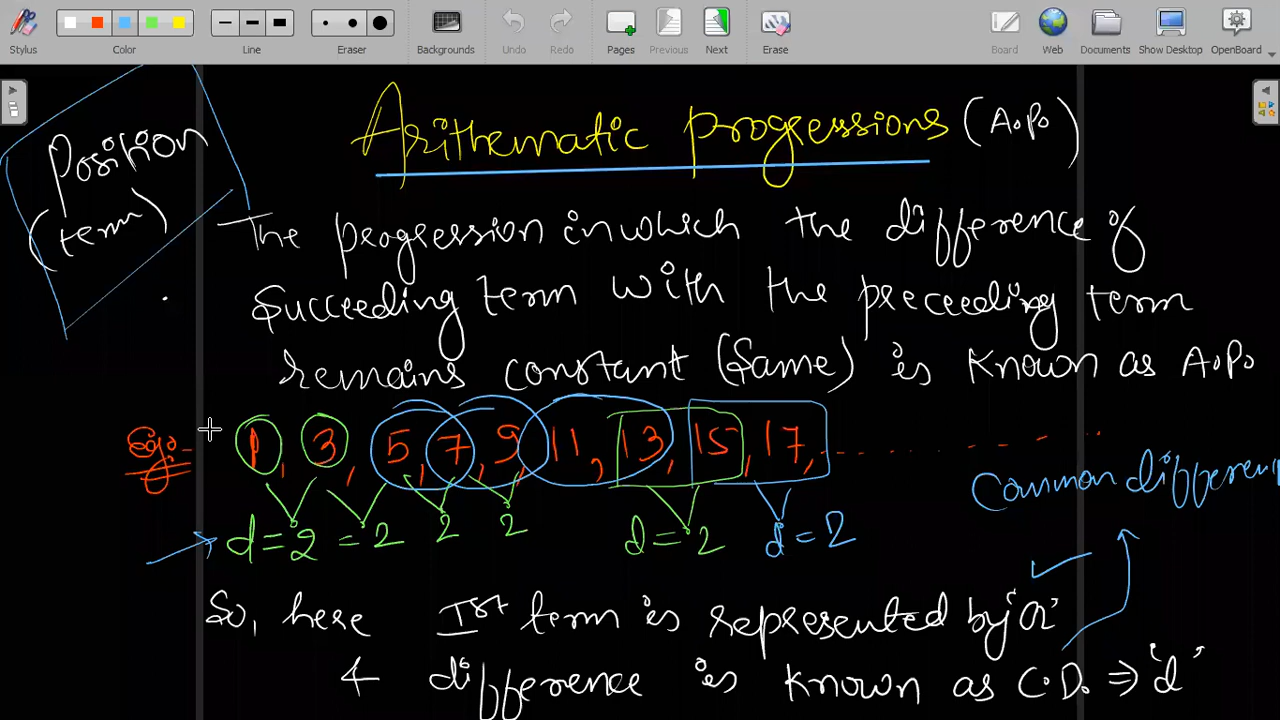 Stylus Color Line Eraser Backgrounds Undo Redo Pages Previous Next Erase Board Web Documents Show Desktop OpenBoard
Arithematic progressions (A.P.)
Position
(term)
The progression in which the difference of
succeeding term with the preceeding term
remains constant (same) is known as A.P.
Eg:- 1, 3, 5, 7, 9, 11, 13, 15, 17, ..........
Common differen
d = 2 = 2 2 2 d = 2 d = 2
So, here Ist term is represented by 'a'
& difference is known as C.D. ⇒ 'd'